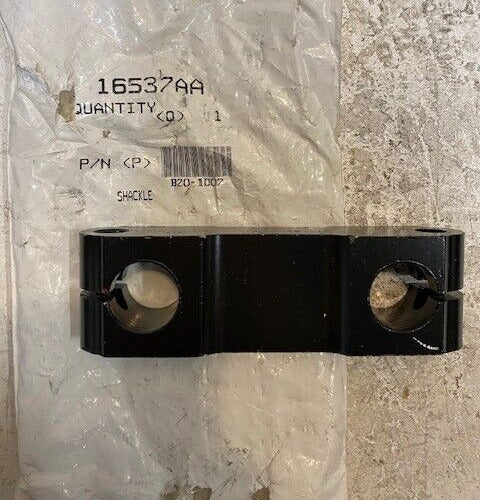 16537AA
QUANTITY (Q) 1
P/N (P)
B20-1007
SHACKLE